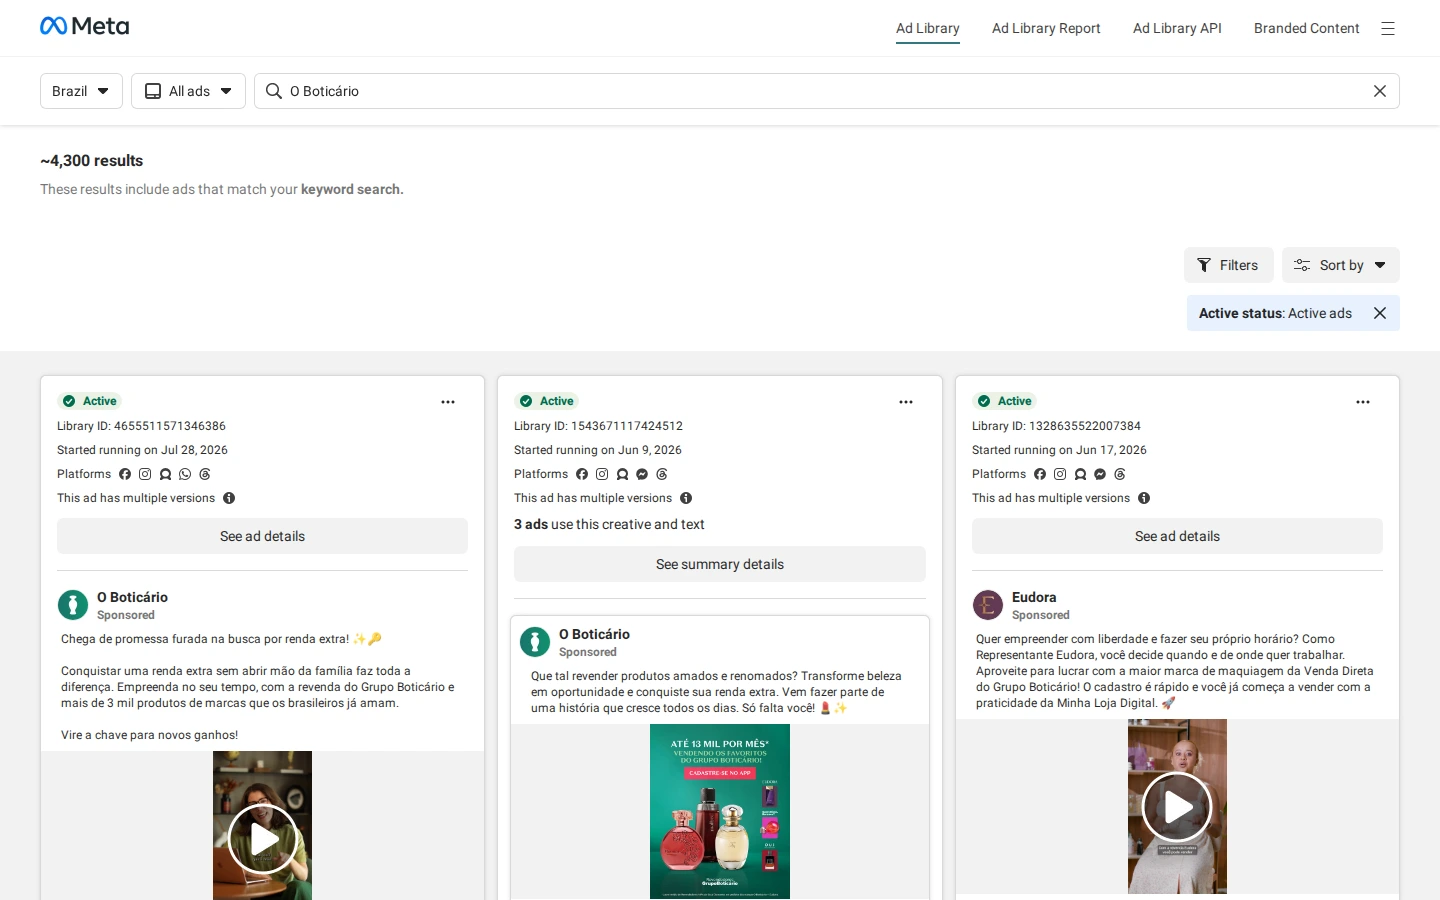 Meta
Ad Library
Ad Library Report
Ad Library API
Branded Content
Brazil
All ads
O Boticário
~4,300 results
These results include ads that match your keyword search.
Filters
Sort by
Active status: Active ads
Active
Library ID: 4655511571346386
Started running on Jul 28, 2026
Platforms
This ad has multiple versions
See ad details
O Boticário
Sponsored
Chega de promessa furada na busca por renda extra! ✨🔑
Conquistar uma renda extra sem abrir mão da família faz toda a
diferença. Empreenda no seu tempo, com a revenda do Grupo Boticário e
mais de 3 mil produtos de marcas que os brasileiros já amam.
Vire a chave para novos ganhos!
Active
Library ID: 1543671117424512
Started running on Jun 9, 2026
Platforms
This ad has multiple versions
3 ads use this creative and text
See summary details
O Boticário
Sponsored
Que tal revender produtos amados e renomados? Transforme beleza
em oportunidade e conquiste sua renda extra. Vem fazer parte de
uma história que cresce todos os dias. Só falta você! 💄✨
ATÉ 13 MIL POR MÊS*
VENDENDO OS FAVORITOS
DO GRUPO BOTICÁRIO!
CADASTRE-SE NO APP
GrupoBoticário
Active
Library ID: 1328635522007384
Started running on Jun 17, 2026
Platforms
This ad has multiple versions
See ad details
Eudora
Sponsored
Quer empreender com liberdade e fazer seu próprio horário? Como
Representante Eudora, você decide quando e de onde quer trabalhar.
Aproveite para lucrar com a maior marca de maquiagem da Venda Direta
do Grupo Boticário! O cadastro é rápido e você já começa a vender com a
praticidade da Minha Loja Digital. 🚀